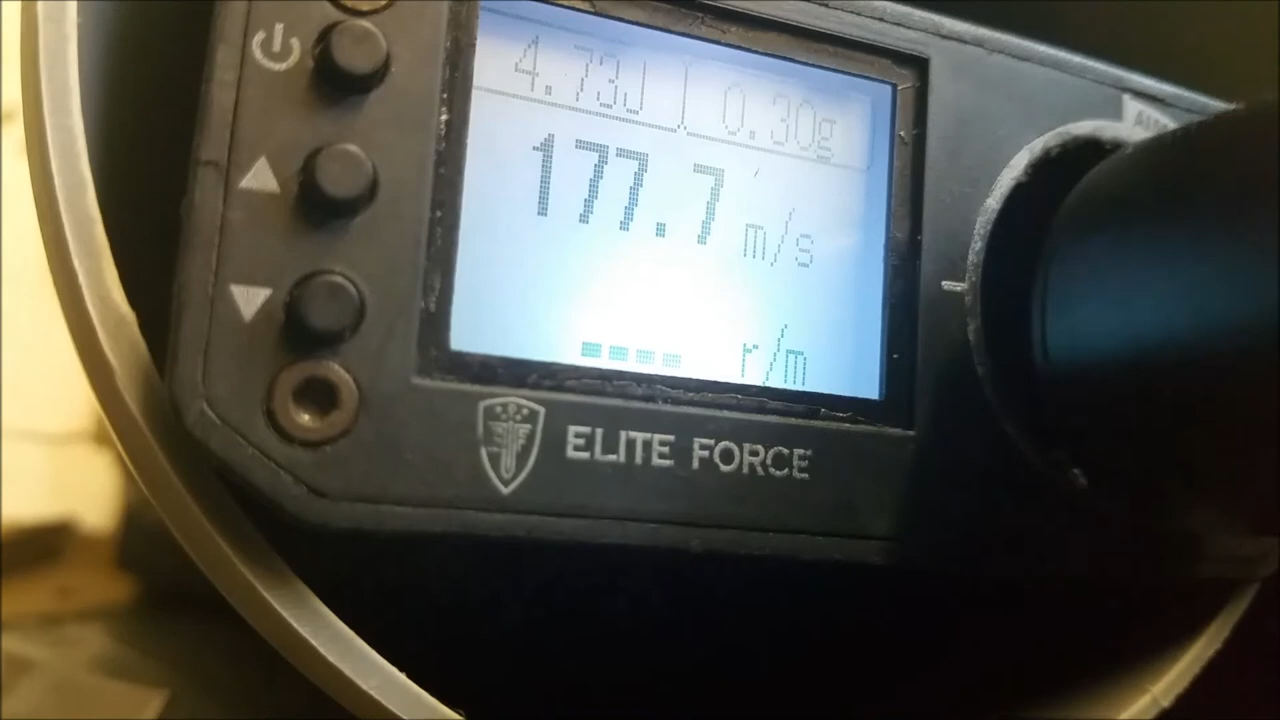 4.73J | 0.30g
177.7 m/s
---- r/m
ELITE FORCE